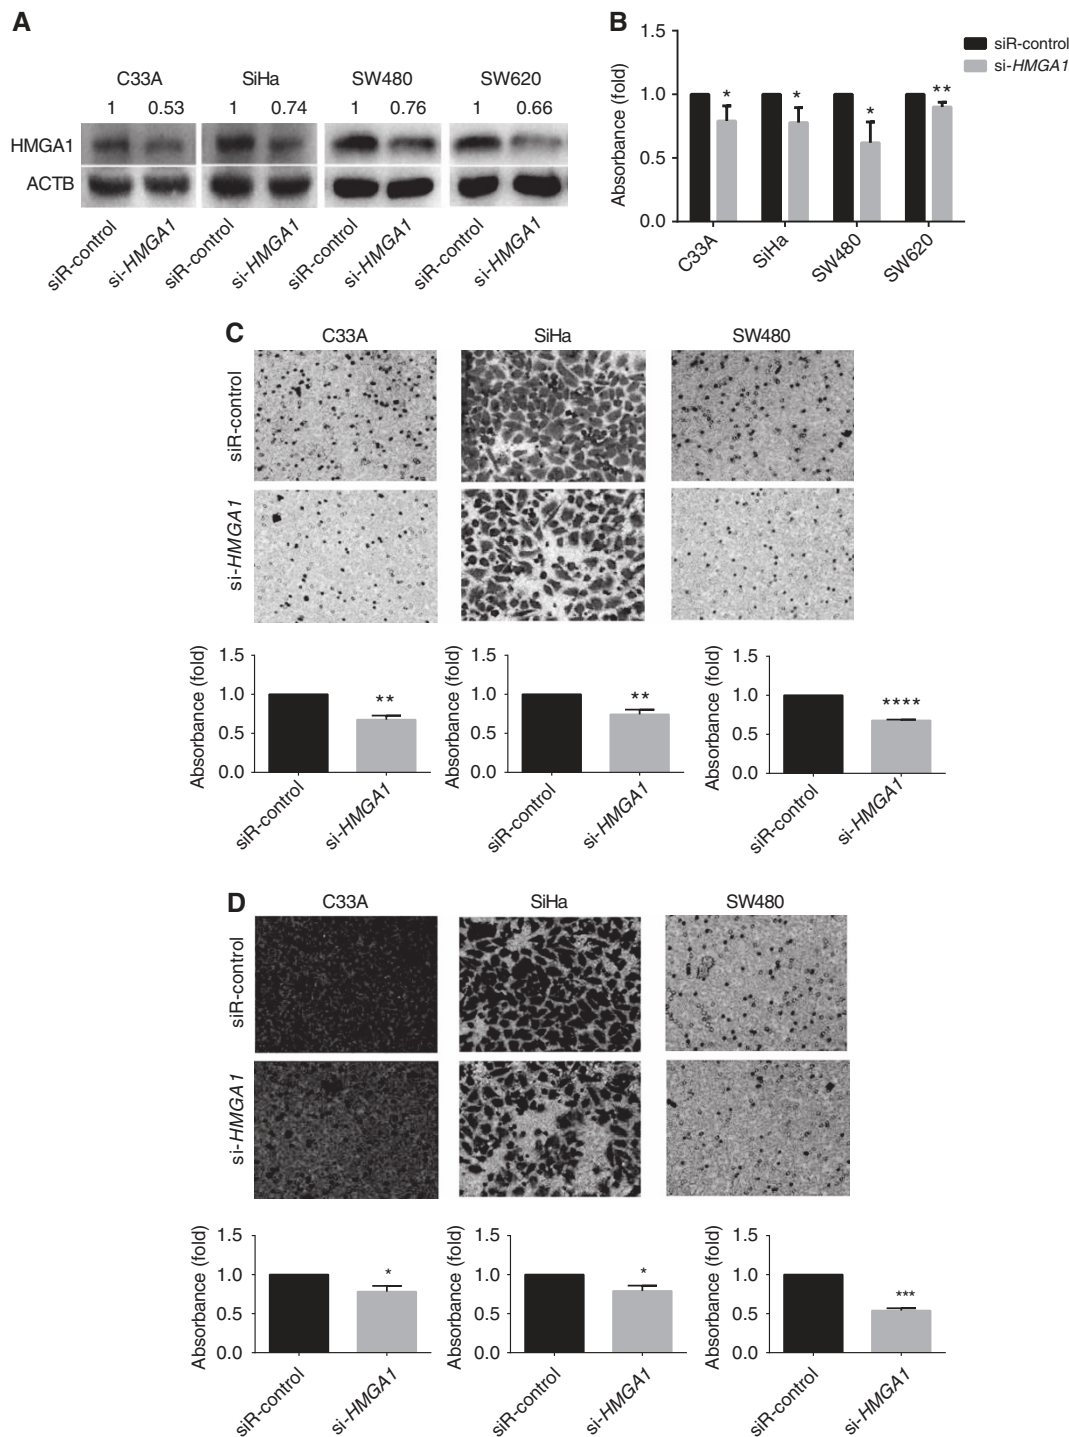 A
C33A SiHa SW480 SW620
1 0.53 1 0.74 1 0.76 1 0.66
HMGA1
ACTB
siR-control si-HMGA1 siR-control si-HMGA1 siR-control si-HMGA1 siR-control si-HMGA1
B
siR-control
si-HMGA1
Absorbance (fold)
1.5
1.0
0.5
0.0
* * * **
C33A SiHa SW480 SW620
C
C33A SiHa SW480
siR-control
si-HMGA1
Absorbance (fold)
1.5
1.0
0.5
0.0
**
siR-control si-HMGA1
Absorbance (fold)
1.5
1.0
0.5
0.0
**
siR-control si-HMGA1
Absorbance (fold)
1.5
1.0
0.5
0.0
****
siR-control si-HMGA1
D
C33A SiHa SW480
siR-control
si-HMGA1
Absorbance (fold)
1.5
1.0
0.5
0.0
*
siR-control si-HMGA1
Absorbance (fold)
1.5
1.0
0.5
0.0
*
siR-control si-HMGA1
Absorbance (fold)
1.5
1.0
0.5
0.0
***
siR-control si-HMGA1